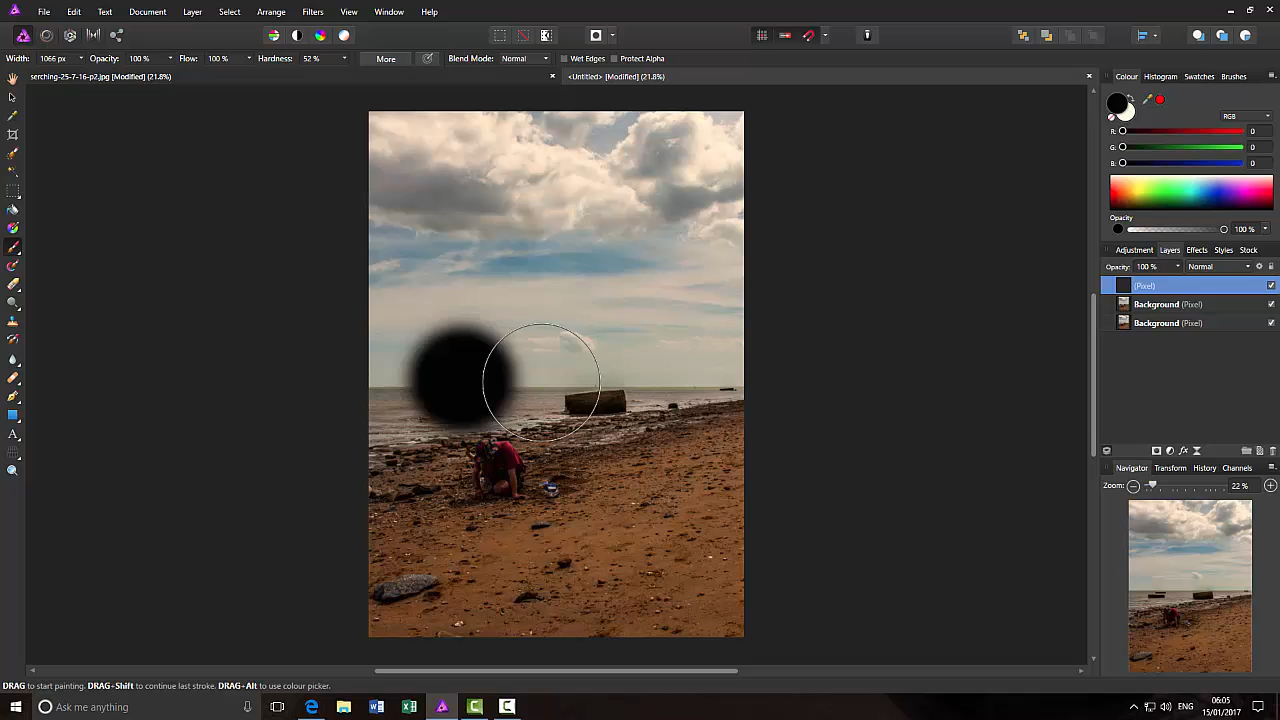 File Edit Text Document Layer Select Arrange Filters View Window Help
Width: 1066 px Opacity: 100 % Flow: 100 % Hardness: 52 % More Blend Mode: Normal Wet Edges Protect Alpha
serching-25-7-16-p2.jpg [Modified] (21.8%) <Untitled> [Modified] (21.8%)
Colour Histogram Swatches Brushes
RGB
R: 0
G: 0
B: 0
Opacity
100 %
Adjustment Layers Effects Styles Stock
Opacity: 100 % Normal
(Pixel)
Background (Pixel)
Background (Pixel)
Navigator Transform History Channels
Zoom: 22 %
DRAG to start painting. DRAG+Shift to continue last stroke. DRAG+Alt to use colour picker.
Ask me anything
ENG
06:05
15/01/2017